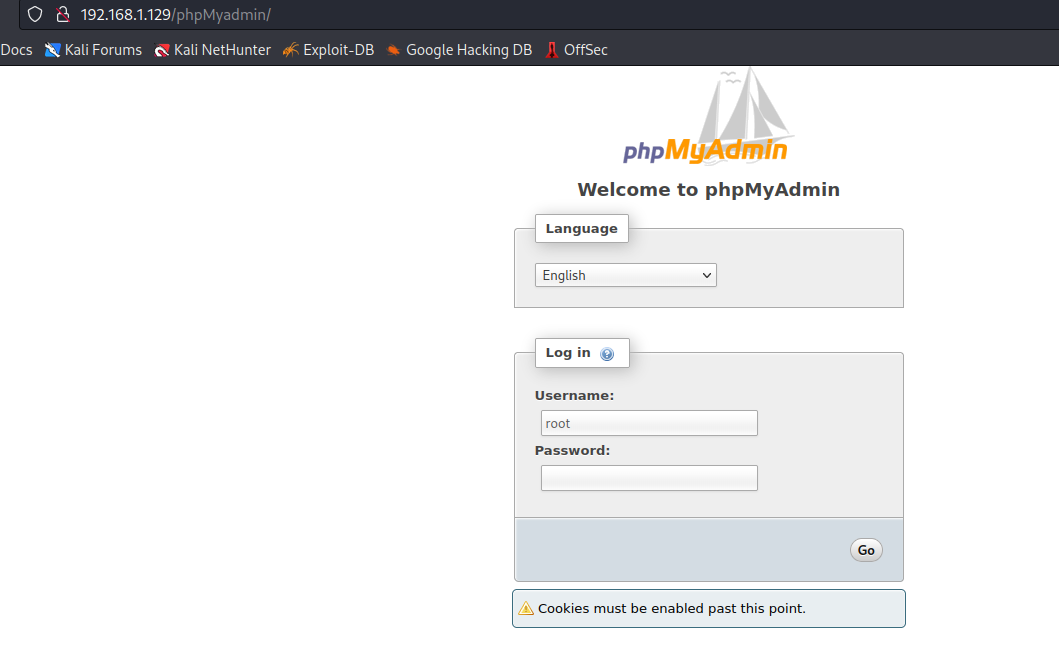 192.168.1.129/phpMyadmin/
Docs Kali Forums Kali NetHunter Exploit-DB Google Hacking DB OffSec
phpMyAdmin
Welcome to phpMyAdmin
Language
English
Log in
Username:
root
Password:
Go
Cookies must be enabled past this point.